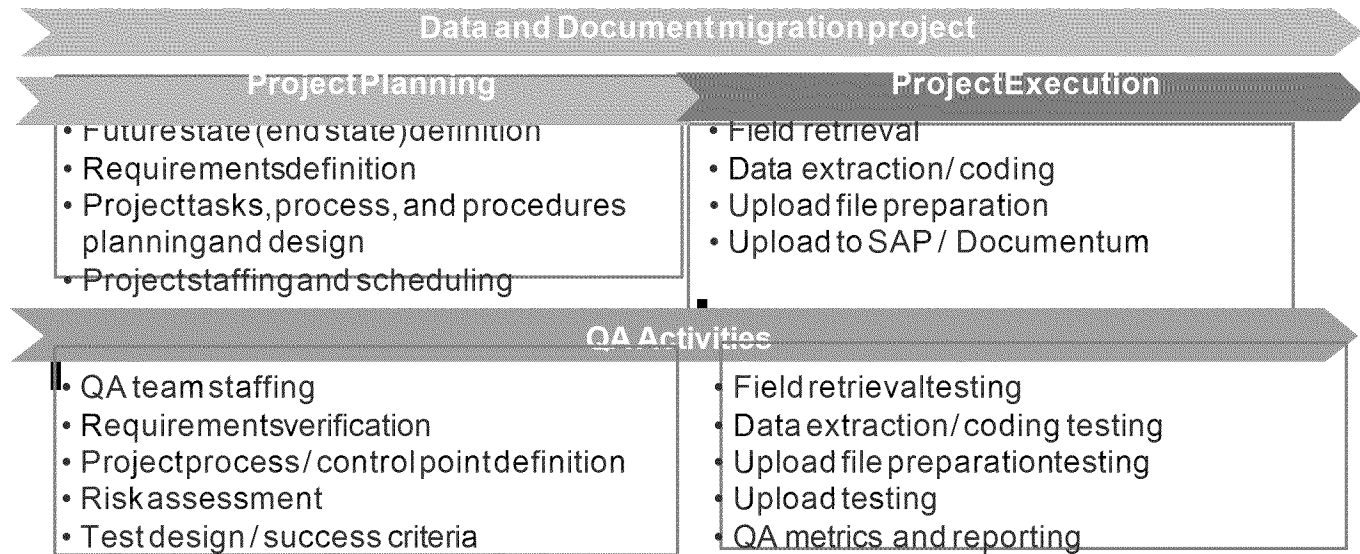 Data and Document migration project
Project Planning
Project Execution
• Future state (end state) definition
• Requirements definition
• Project tasks, process, and procedures
planning and design
• Project staffing and scheduling
• Field retrieval
• Data extraction / coding
• Upload file preparation
• Upload to SAP / Documentum
QA Activities
• QA team staffing
• Requirements verification
• Project process / control point definition
• Risk assessment
• Test design / success criteria
• Field retrieval testing
• Data extraction / coding testing
• Upload file preparation testing
• Upload testing
• QA metrics and reporting